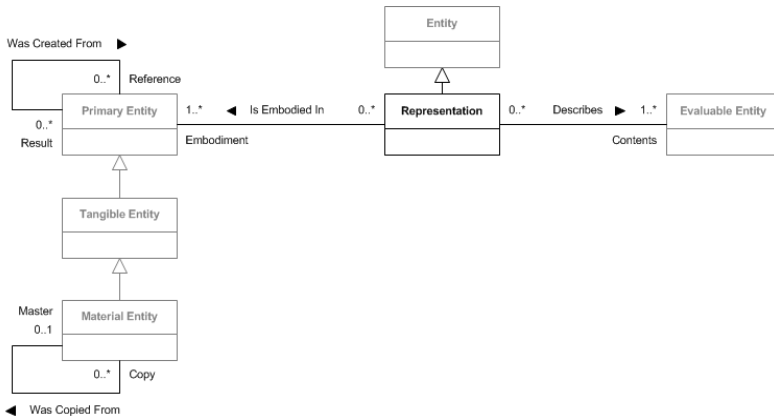 Entity
Was Created From
0..*
Reference
Primary Entity
1..*
Is Embodied In
0..*
Representation
0..*
Describes
1..*
Evaluable Entity
0..*
Result
Embodiment
Contents
Tangible Entity
Master
0..1
Material Entity
0..*
Copy
Was Copied From